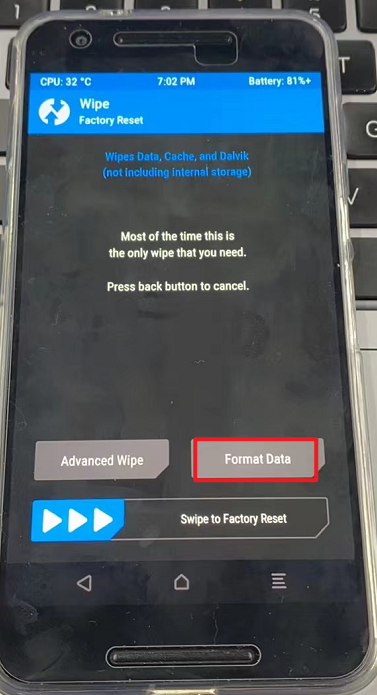 CPU: 32 °C 7:02 PM Battery: 81%+
Wipe
Factory Reset
Wipes Data, Cache, and Dalvik
(not including internal storage)
Most of the time this is
the only wipe that you need.
Press back button to cancel.
Advanced Wipe Format Data
Swipe to Factory Reset